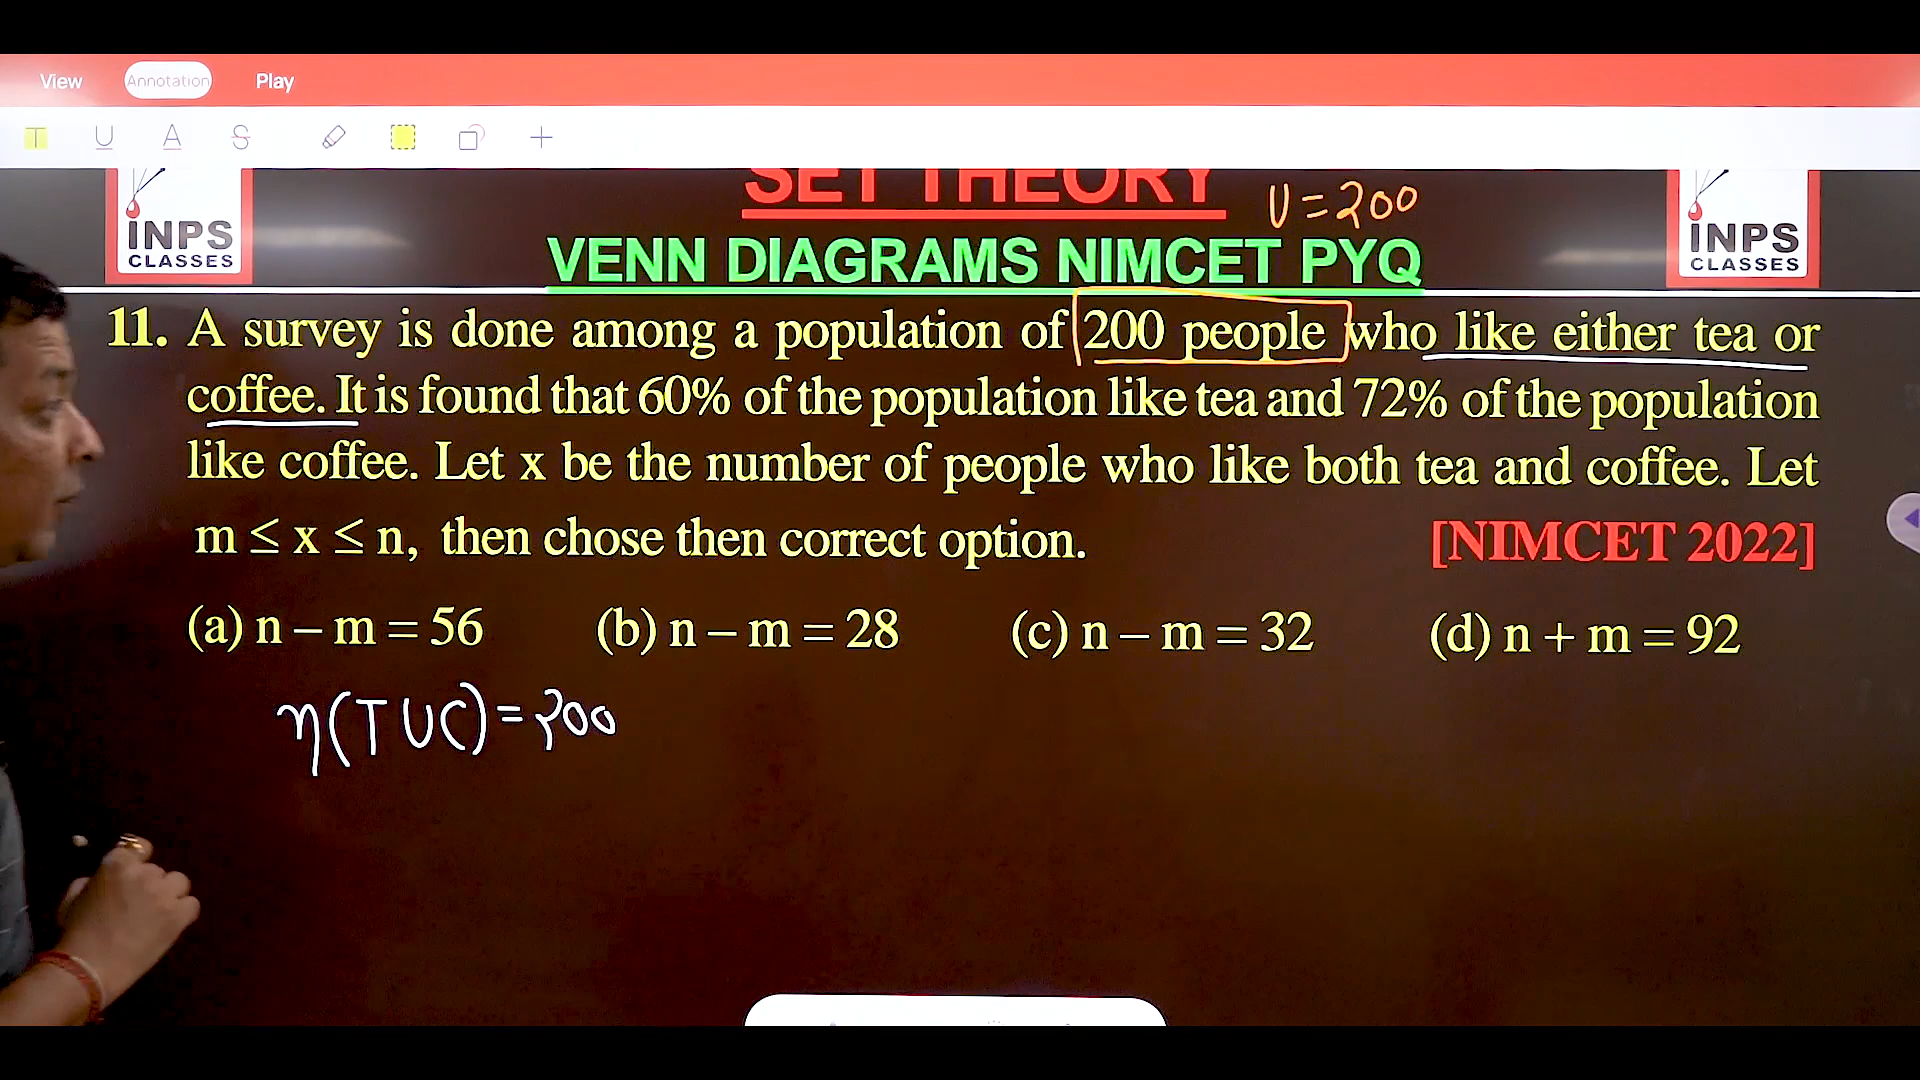 View Annotation Play
T U A S
SET THEORY U = 200
INPS CLASSES
VENN DIAGRAMS NIMCET PYQ
INPS CLASSES
11. A survey is done among a population of 200 people who like either tea or
coffee. It is found that 60% of the population like tea and 72% of the population
like coffee. Let x be the number of people who like both tea and coffee. Let
m ≤ x ≤ n, then chose then correct option. [NIMCET 2022]
(a) n – m = 56 (b) n – m = 28 (c) n – m = 32 (d) n + m = 92
η(T∪C) = 200